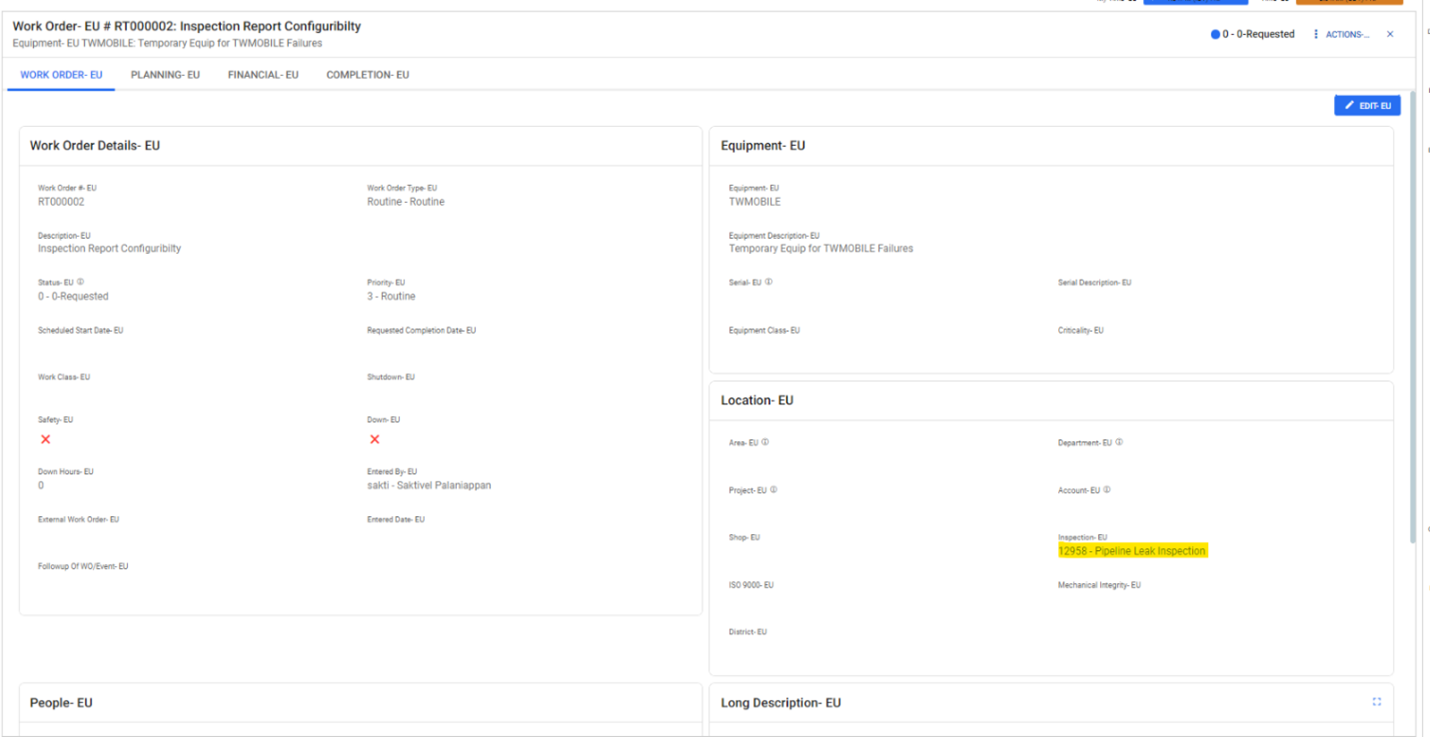 Work Order- EU # RT000002: Inspection Report Configuribilty
Equipment- EU TWMOBILE: Temporary Equip for TWMOBILE Failures
0 - 0-Requested
ACTIONS-...
WORK ORDER- EU
PLANNING- EU
FINANCIAL- EU
COMPLETION- EU
EDIT- EU
Work Order Details- EU
Work Order #- EU
RT000002
Work Order Type- EU
Routine - Routine
Description- EU
Inspection Report Configuribilty
Status- EU
0 - 0-Requested
Priority- EU
3 - Routine
Scheduled Start Date- EU
Requested Completion Date- EU
Work Class- EU
Shutdown- EU
Safety- EU
Down- EU
Down Hours- EU
0
Entered By- EU
sakti - Saktivel Palaniappan
External Work Order- EU
Entered Date- EU
Followup Of WO/Event- EU
Equipment- EU
Equipment- EU
TWMOBILE
Equipment Description- EU
Temporary Equip for TWMOBILE Failures
Serial- EU
Serial Description- EU
Equipment Class- EU
Criticality- EU
Location- EU
Area- EU
Department- EU
Project- EU
Account- EU
Shop- EU
Inspection- EU
12958 - Pipeline Leak Inspection
ISO 9000- EU
Mechanical Integrity- EU
District- EU
People- EU
Long Description- EU